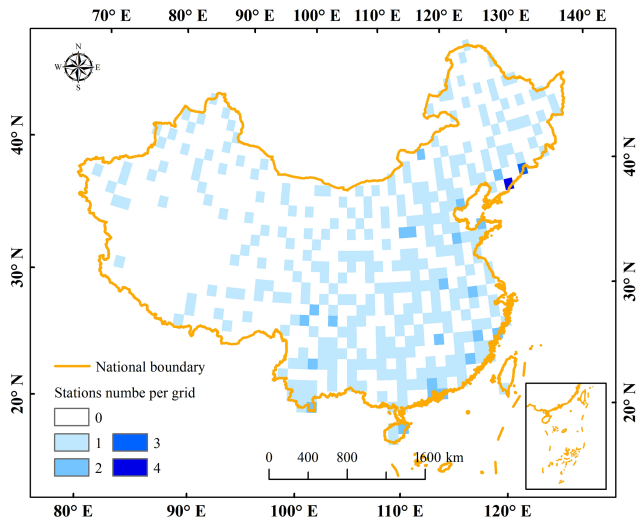 70° E 80° E 90° E 100° E 110° E 120° E 130° E 140° E
N
W E
S
40° N 40° N
30° N 30° N
20° N 20° N
National boundary
Stations numbe per grid
0
1 3
2 4
0 400 800 1600 km
80° E 90° E 100° E 110° E 120° E